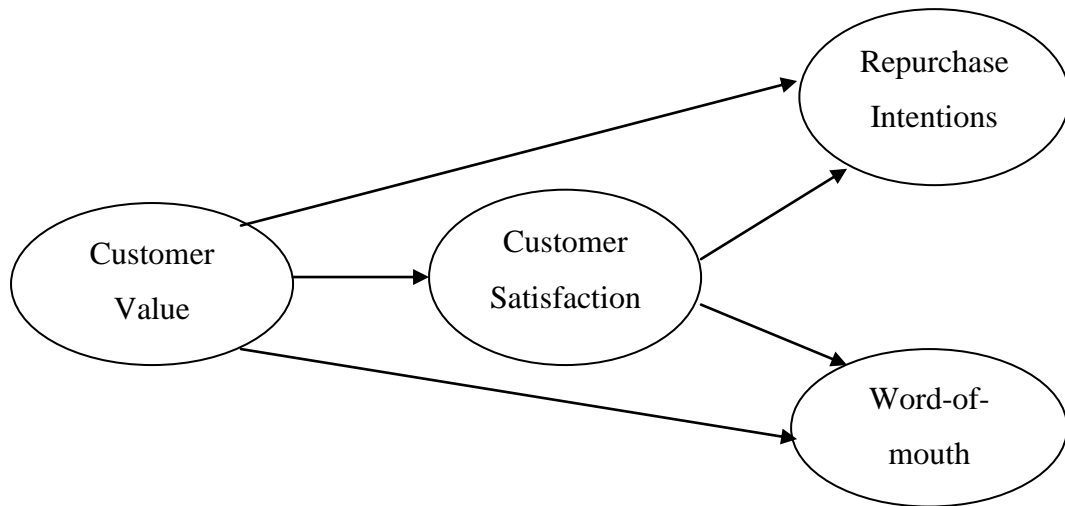 Repurchase
Intentions
Customer
Value
Customer
Satisfaction
Word-of-
mouth